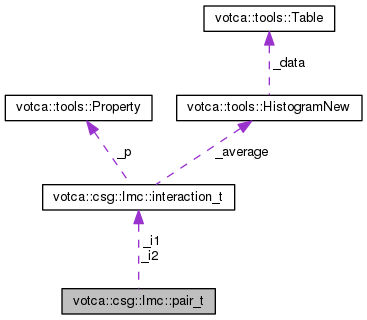 votca::tools::Table
_data
votca::tools::Property
votca::tools::HistogramNew
_p
_average
votca::csg::Imc::interaction_t
_i1
_i2
votca::csg::Imc::pair_t